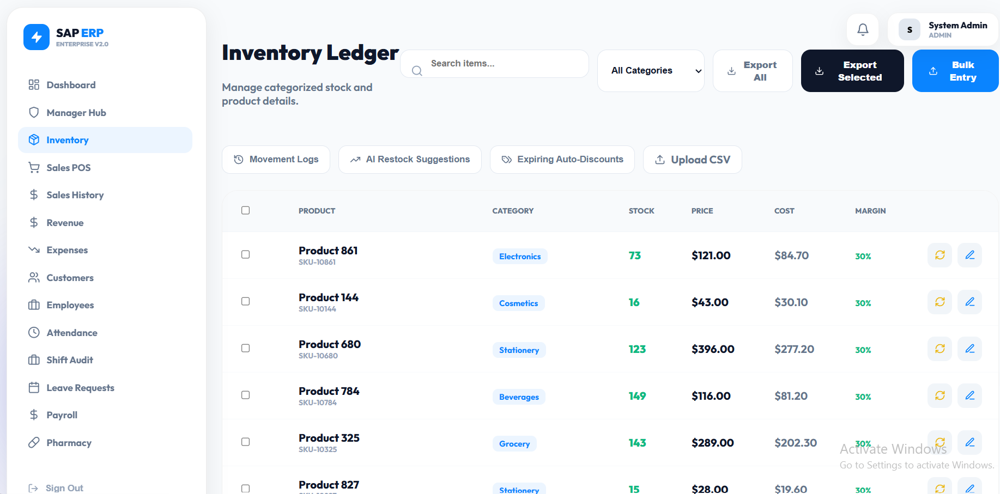 SAP ERP
ENTERPRISE V2.0
Dashboard
Manager Hub
Inventory
Sales POS
Sales History
Revenue
Expenses
Customers
Employees
Attendance
Shift Audit
Leave Requests
Payroll
Pharmacy
Sign Out
S
System Admin
ADMIN
Inventory Ledger
Manage categorized stock and
product details.
Search items...
All Categories
Export
All
Export
Selected
Bulk
Entry
Movement Logs
AI Restock Suggestions
Expiring Auto-Discounts
Upload CSV
PRODUCT CATEGORY STOCK PRICE COST MARGIN
Product 861
SKU-10861
Electronics 73 $121.00 $84.70 30%
Product 144
SKU-10144
Cosmetics 16 $43.00 $30.10 30%
Product 680
SKU-10680
Stationery 123 $396.00 $277.20 30%
Product 784
SKU-10784
Beverages 149 $116.00 $81.20 30%
Product 325
SKU-10325
Grocery 143 $289.00 $202.30 30%
Product 827
Stationery 15 $28.00 $19.60 30%
Activate Windows
Go to Settings to activate Windows.